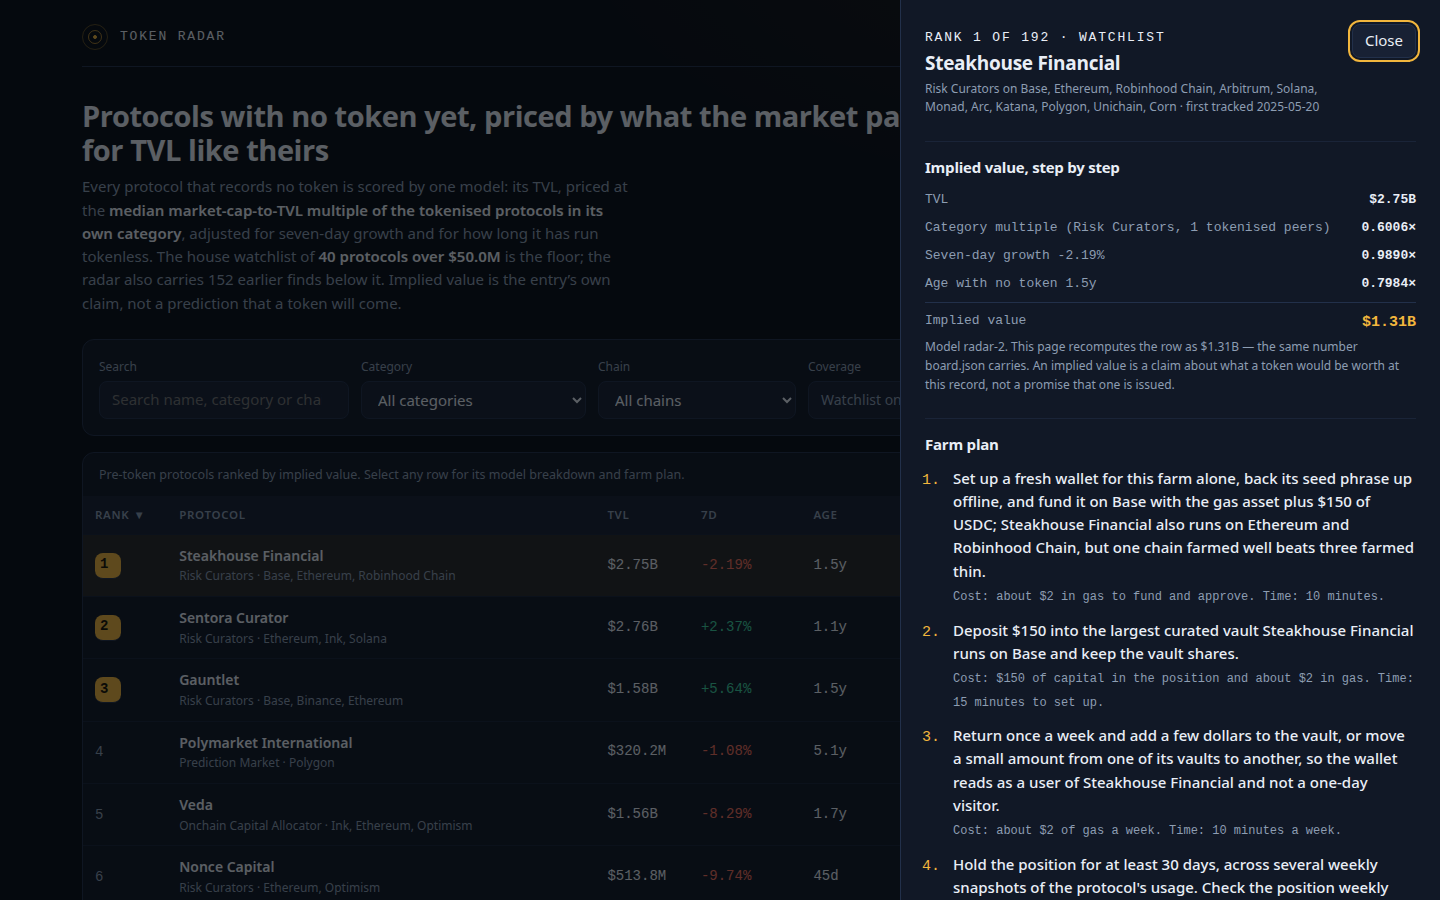 TOKEN RADAR
Protocols with no token yet, priced by what the market pa
for TVL like theirs
Every protocol that records no token is scored by one model: its TVL, priced at
the median market-cap-to-TVL multiple of the tokenised protocols in its
own category, adjusted for seven-day growth and for how long it has run
tokenless. The house watchlist of 40 protocols over $50.0M is the floor; the
radar also carries 152 earlier finds below it. Implied value is the entry’s own
claim, not a prediction that a token will come.
Search Category Chain Coverage
Search name, category or cha All categories All chains Watchlist on
Pre-token protocols ranked by implied value. Select any row for its model breakdown and farm plan.
RANK ▼ PROTOCOL TVL 7D AGE
1 Steakhouse Financial $2.75B -2.19% 1.5y
Risk Curators · Base, Ethereum, Robinhood Chain
2 Sentora Curator $2.76B +2.37% 1.1y
Risk Curators · Ethereum, Ink, Solana
3 Gauntlet $1.58B +5.64% 1.5y
Risk Curators · Base, Binance, Ethereum
4 Polymarket International $320.2M -1.08% 5.1y
Prediction Market · Polygon
5 Veda $1.56B -8.29% 1.7y
Onchain Capital Allocator · Ink, Ethereum, Optimism
6 Nonce Capital $513.8M -9.74% 45d
Risk Curators · Ethereum, Optimism
RANK 1 OF 192 · WATCHLIST
Close
Steakhouse Financial
Risk Curators on Base, Ethereum, Robinhood Chain, Arbitrum, Solana,
Monad, Arc, Katana, Polygon, Unichain, Corn · first tracked 2025-05-20
Implied value, step by step
TVL $2.75B
Category multiple (Risk Curators, 1 tokenised peers) 0.6006×
Seven-day growth -2.19% 0.9890×
Age with no token 1.5y 0.7984×
Implied value $1.31B
Model radar-2. This page recomputes the row as $1.31B — the same number
board.json carries. An implied value is a claim about what a token would be worth at
this record, not a promise that one is issued.
Farm plan
1. Set up a fresh wallet for this farm alone, back its seed phrase up
offline, and fund it on Base with the gas asset plus $150 of
USDC; Steakhouse Financial also runs on Ethereum and
Robinhood Chain, but one chain farmed well beats three farmed
thin.
Cost: about $2 in gas to fund and approve. Time: 10 minutes.
2. Deposit $150 into the largest curated vault Steakhouse Financial
runs on Base and keep the vault shares.
Cost: $150 of capital in the position and about $2 in gas. Time:
15 minutes to set up.
3. Return once a week and add a few dollars to the vault, or move
a small amount from one of its vaults to another, so the wallet
reads as a user of Steakhouse Financial and not a one-day
visitor.
Cost: about $2 of gas a week. Time: 10 minutes a week.
4. Hold the position for at least 30 days, across several weekly
snapshots of the protocol's usage. Check the position weekly